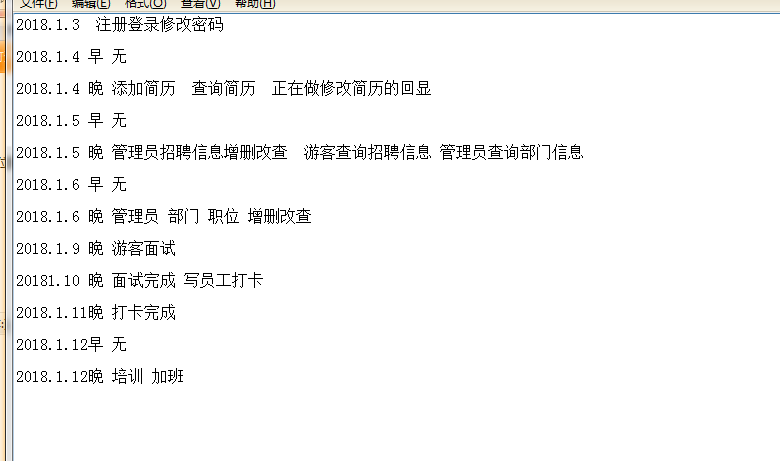 文件(F) 编辑(E) 格式(O) 查看(V) 帮助(H)
2018.1.3  注册登录修改密码
2018.1.4 早 无
2018.1.4 晚 添加简历  查询简历  正在做修改简历的回显
2018.1.5 早 无
2018.1.5 晚 管理员招聘信息增删改查  游客查询招聘信息 管理员查询部门信息
2018.1.6 早 无
2018.1.6 晚 管理员 部门 职位 增删改查
2018.1.9 晚 游客面试
20181.10 晚 面试完成 写员工打卡
2018.1.11晚 打卡完成
2018.1.12早 无
2018.1.12晚 培训 加班